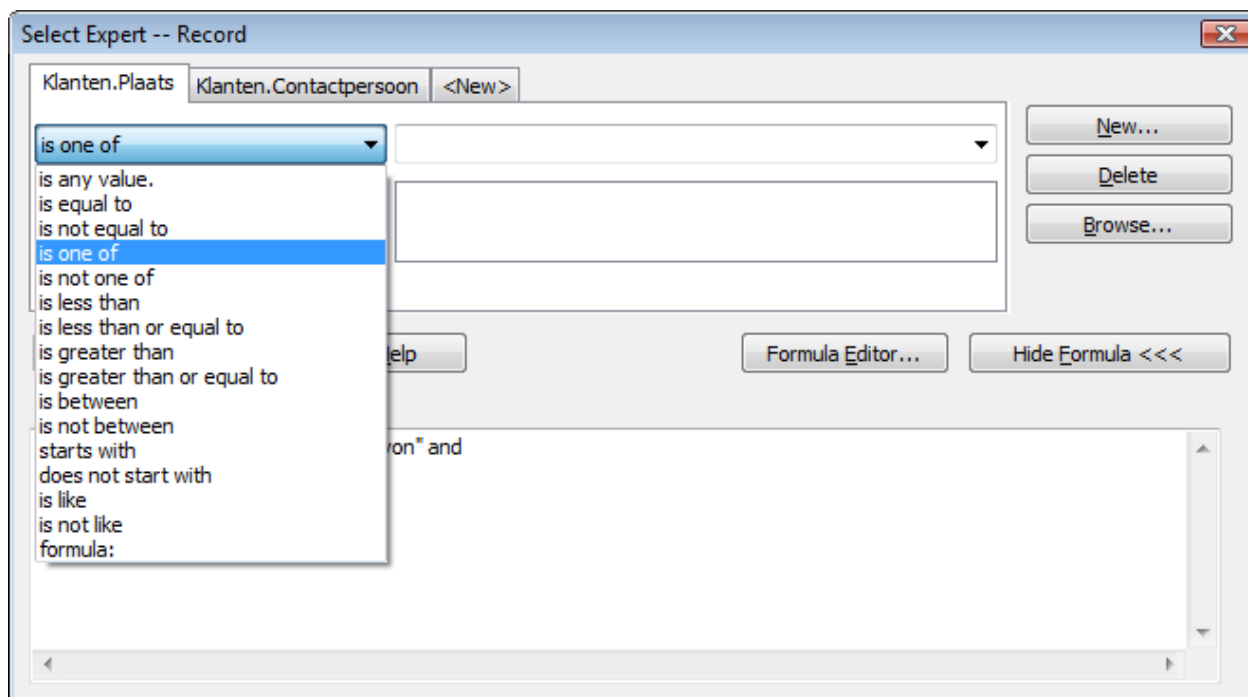 Select Expert -- Record
Klanten.Plaats Klanten.Contactpersoon <New>
is one of
New...
Delete
Browse...
is any value.
is equal to
is not equal to
is one of
is not one of
is less than
is less than or equal to
is greater than
is greater than or equal to
is between
is not between
starts with
does not start with
is like
is not like
formula:
Formula Editor... Hide Formula <<<
and